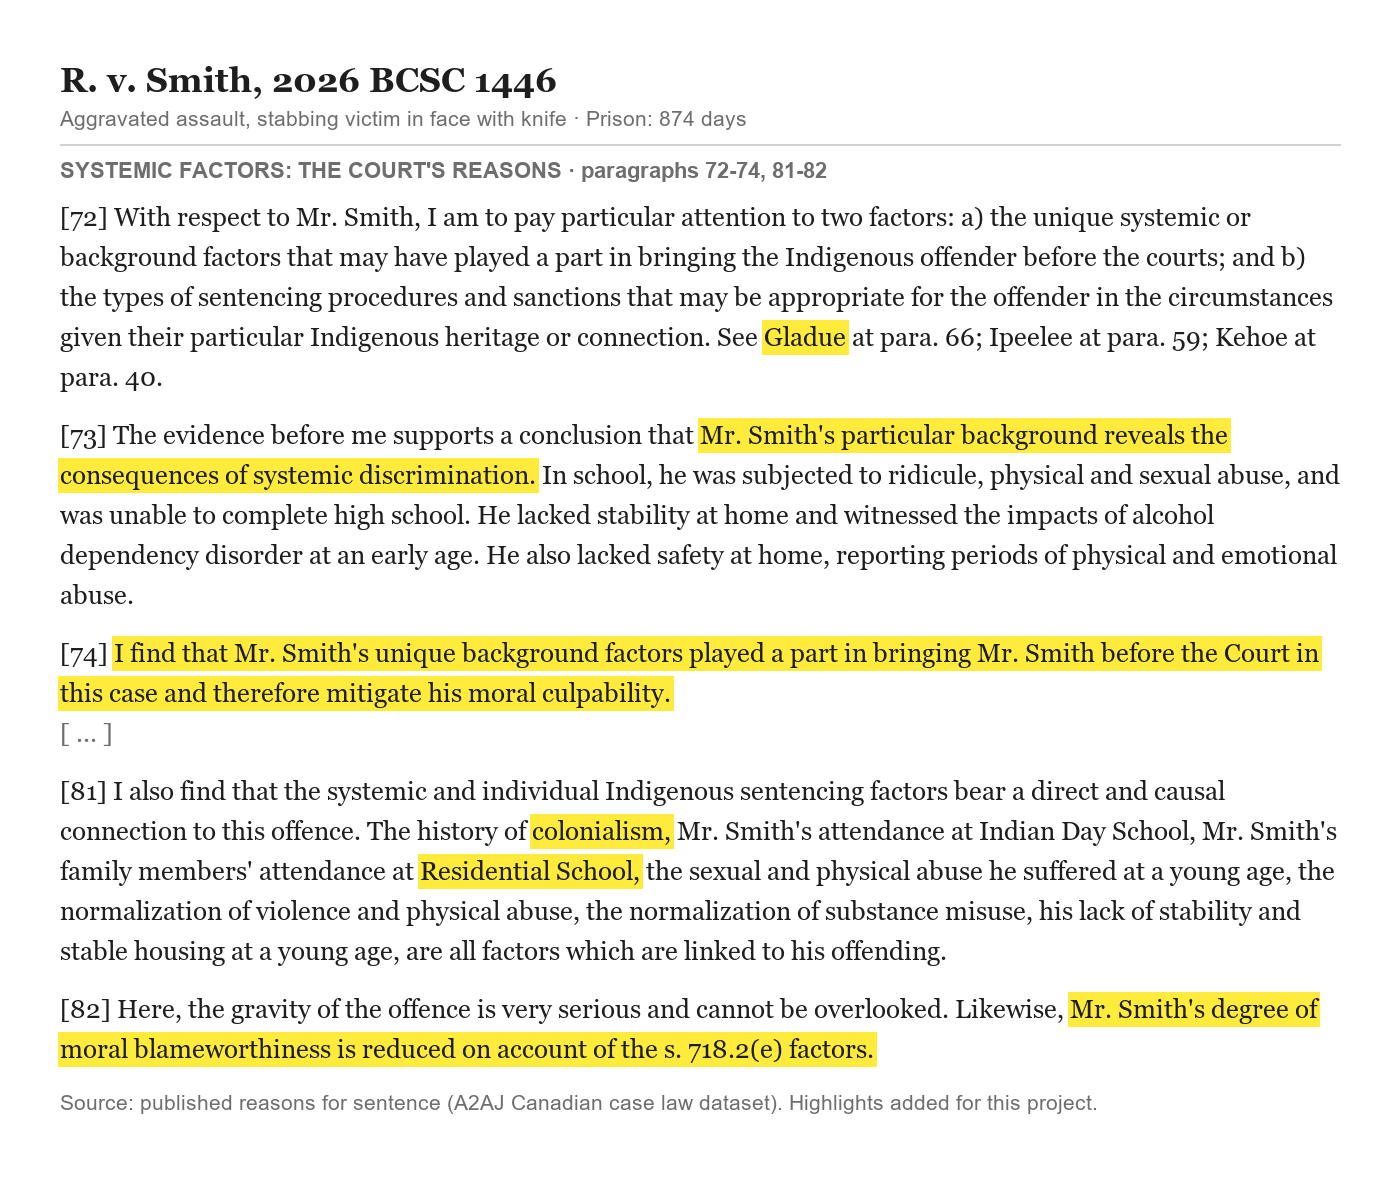 R. v. Smith, 2026 BCSC 1446
Aggravated assault, stabbing victim in face with knife · Prison: 874 days
SYSTEMIC FACTORS: THE COURT'S REASONS · paragraphs 72-74, 81-82
[72] With respect to Mr. Smith, I am to pay particular attention to two factors: a) the unique systemic or
background factors that may have played a part in bringing the Indigenous offender before the courts; and b)
the types of sentencing procedures and sanctions that may be appropriate for the offender in the circumstances
given their particular Indigenous heritage or connection. See Gladue at para. 66; Ipeelee at para. 59; Kehoe at
para. 40.
[73] The evidence before me supports a conclusion that Mr. Smith's particular background reveals the
consequences of systemic discrimination. In school, he was subjected to ridicule, physical and sexual abuse, and
was unable to complete high school. He lacked stability at home and witnessed the impacts of alcohol
dependency disorder at an early age. He also lacked safety at home, reporting periods of physical and emotional
abuse.
[74] I find that Mr. Smith's unique background factors played a part in bringing Mr. Smith before the Court in
this case and therefore mitigate his moral culpability.
[ ... ]
[81] I also find that the systemic and individual Indigenous sentencing factors bear a direct and causal
connection to this offence. The history of colonialism, Mr. Smith's attendance at Indian Day School, Mr. Smith's
family members' attendance at Residential School, the sexual and physical abuse he suffered at a young age, the
normalization of violence and physical abuse, the normalization of substance misuse, his lack of stability and
stable housing at a young age, are all factors which are linked to his offending.
[82] Here, the gravity of the offence is very serious and cannot be overlooked. Likewise, Mr. Smith's degree of
moral blameworthiness is reduced on account of the s. 718.2(e) factors.
Source: published reasons for sentence (A2AJ Canadian case law dataset). Highlights added for this project.